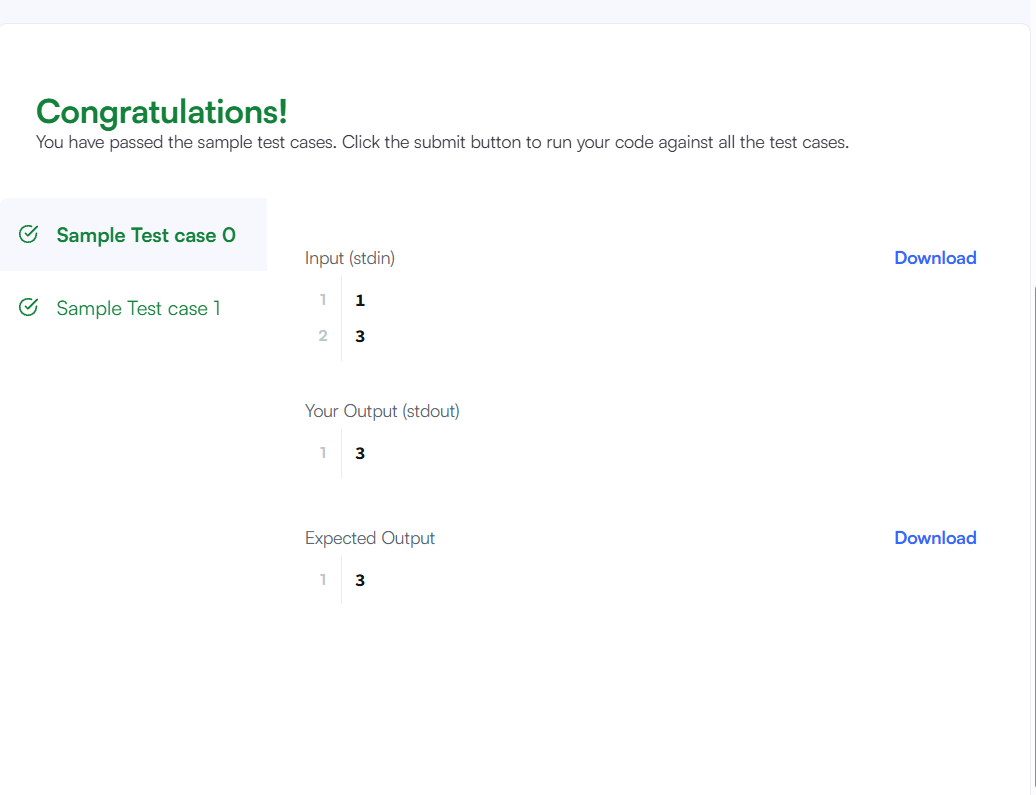 Congratulations!
You have passed the sample test cases. Click the submit button to run your code against all the test cases.
Sample Test case 0
Sample Test case 1
Input (stdin)
Download
1 1
2 3
Your Output (stdout)
1 3
Expected Output
Download
1 3